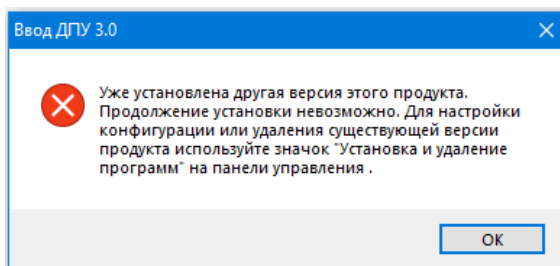 Ввод ДПУ 3.0
Уже установлена другая версия этого продукта.
Продолжение установки невозможно. Для настройки
конфигурации или удаления существующей версии
продукта используйте значок "Установка и удаление
программ" на панели управления .
ОК